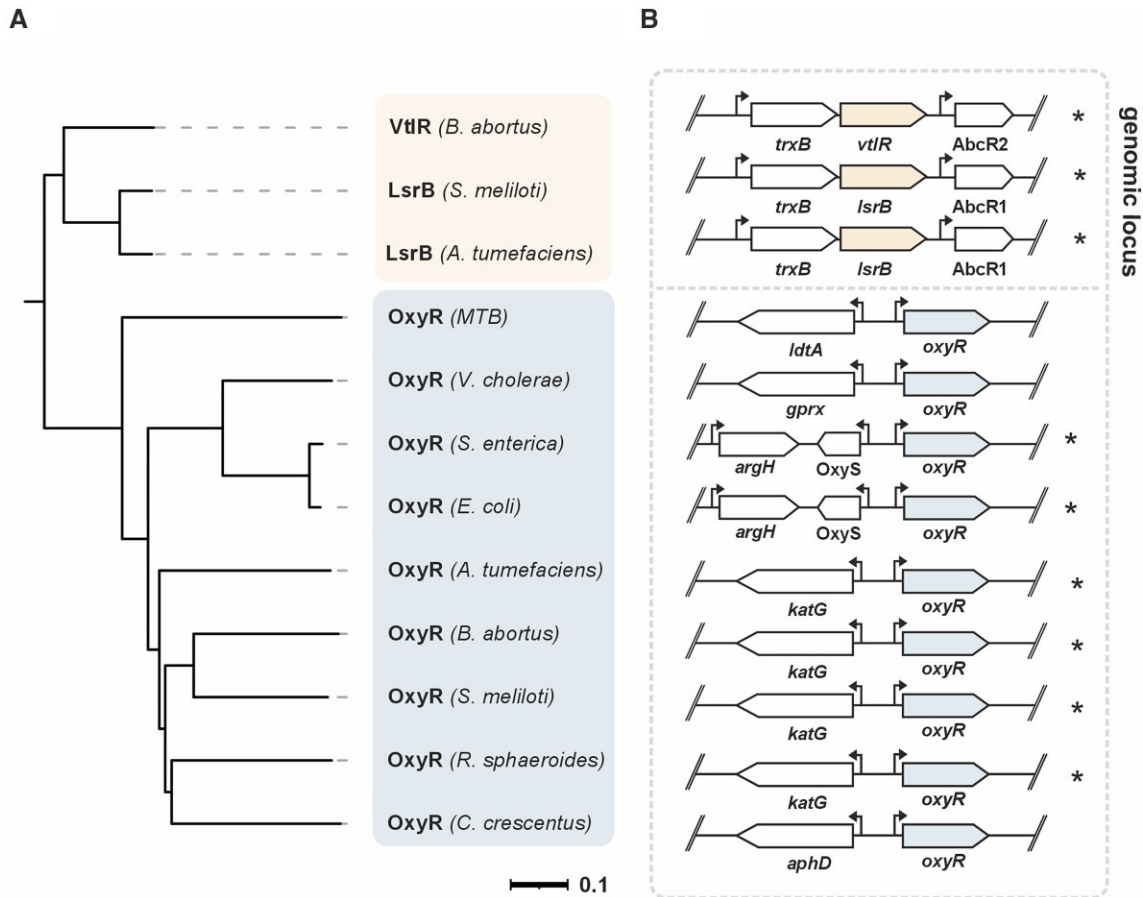 A
B
VtlR (B. abortus)
LsrB (S. meliloti)
LsrB (A. tumefaciens)
OxyR (MTB)
OxyR (V. cholerae)
OxyR (S. enterica)
OxyR (E. coli)
OxyR (A. tumefaciens)
OxyR (B. abortus)
OxyR (S. meliloti)
OxyR (R. sphaeroides)
OxyR (C. crescentus)
0.1
trxB vtlR AbcR2 *
trxB lsrB AbcR1 *
trxB lsrB AbcR1 *
ldtA oxyR
gprx oxyR
argH OxyS oxyR *
argH OxyS oxyR *
katG oxyR *
katG oxyR *
katG oxyR *
katG oxyR *
aphD oxyR
genomic locus